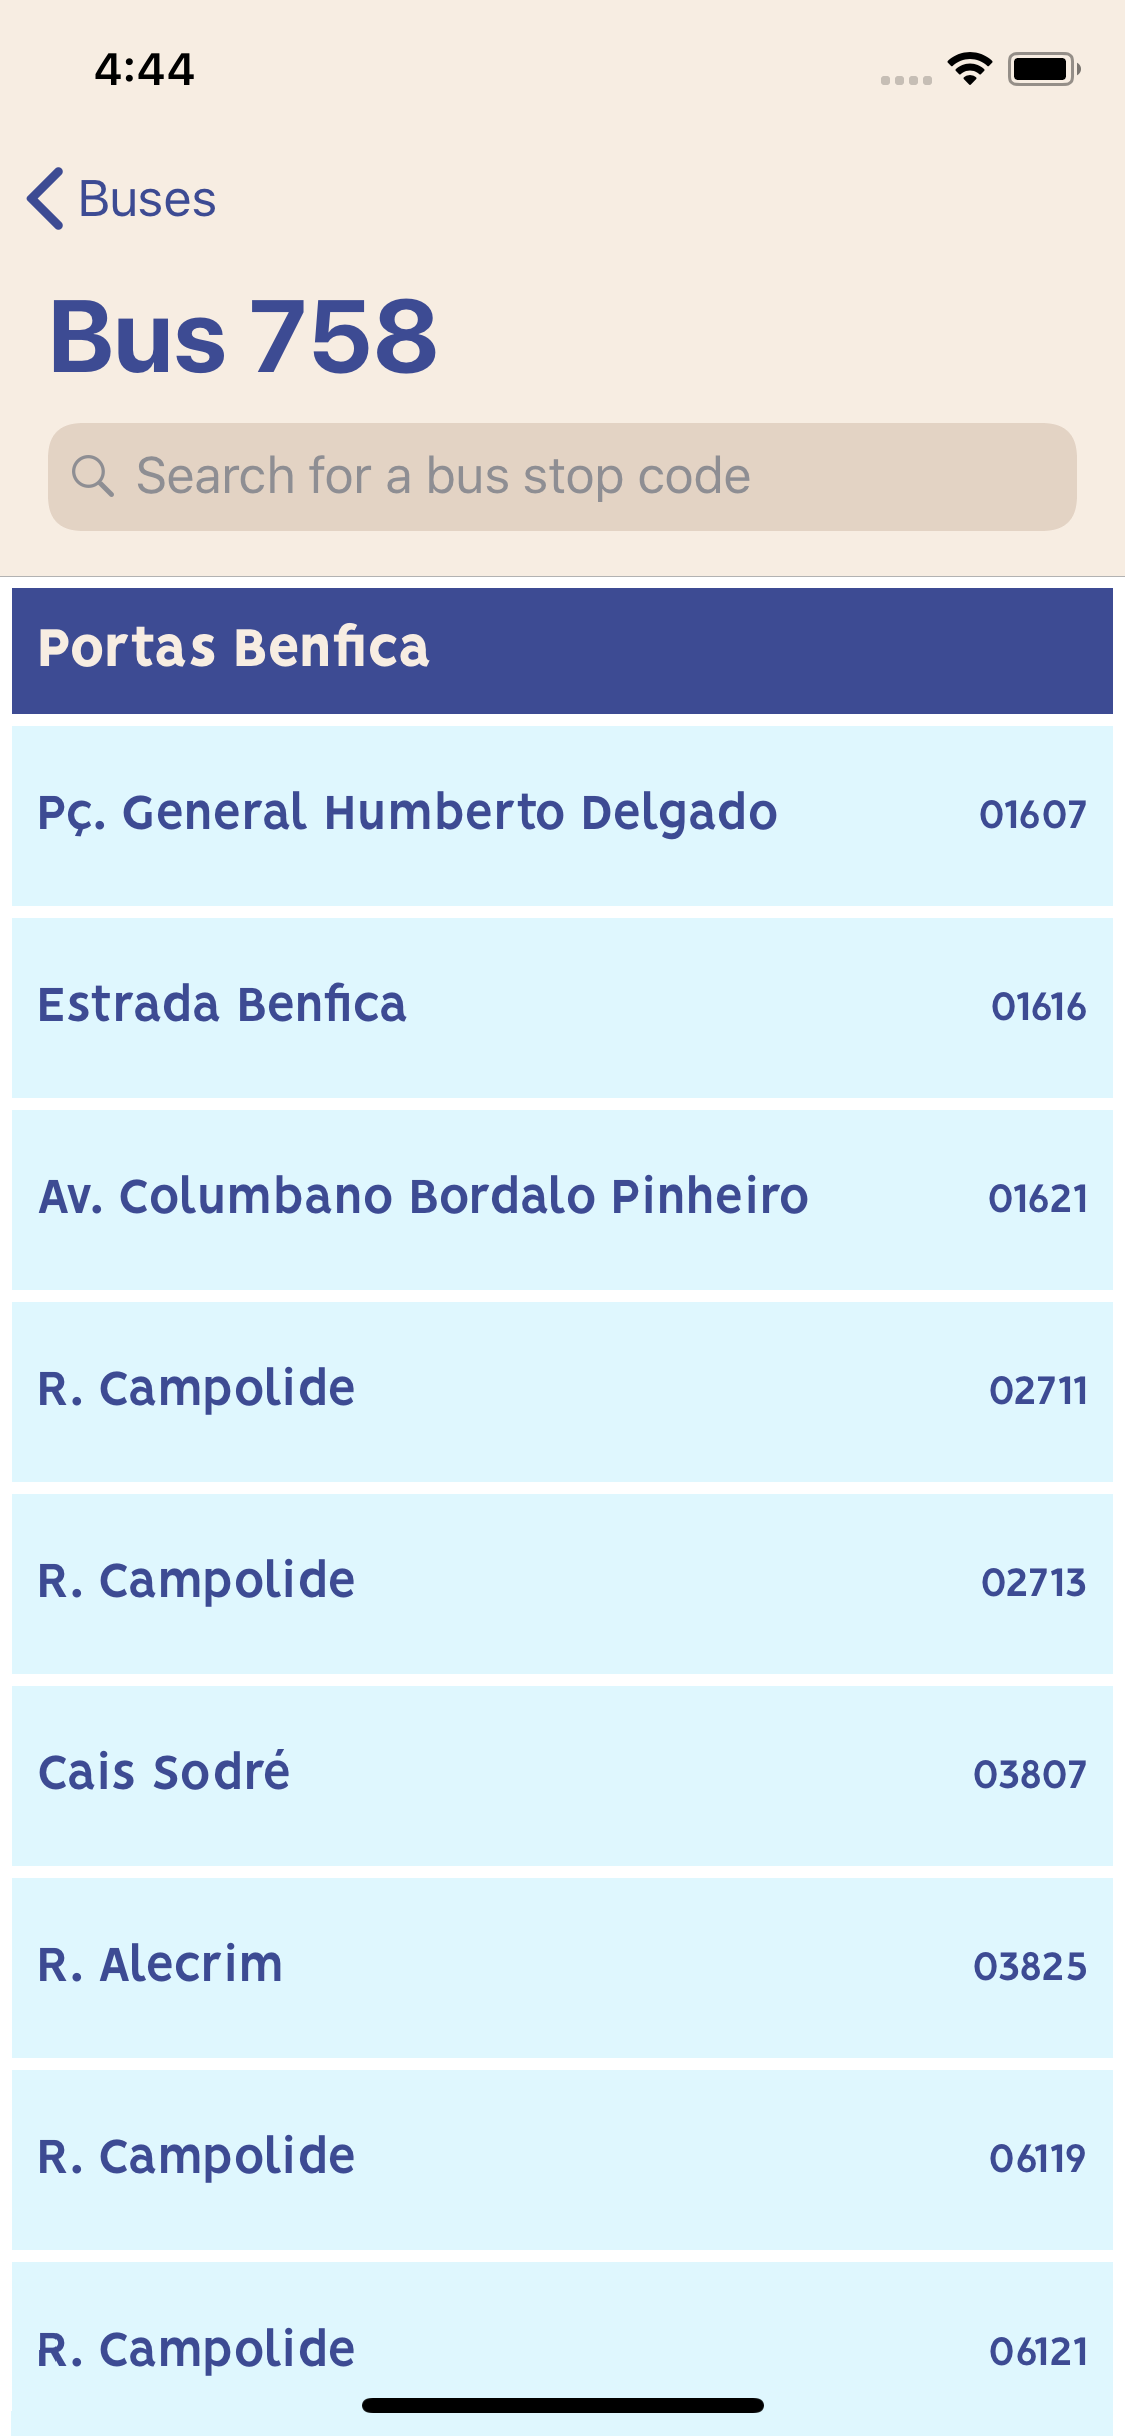 4:44
Buses
Bus 758
Search for a bus stop code
Portas Benfica
Pç. General Humberto Delgado 01607
Estrada Benfica 01616
Av. Columbano Bordalo Pinheiro 01621
R. Campolide 02711
R. Campolide 02713
Cais Sodré 03807
R. Alecrim 03825
R. Campolide 06119
R. Campolide 06121